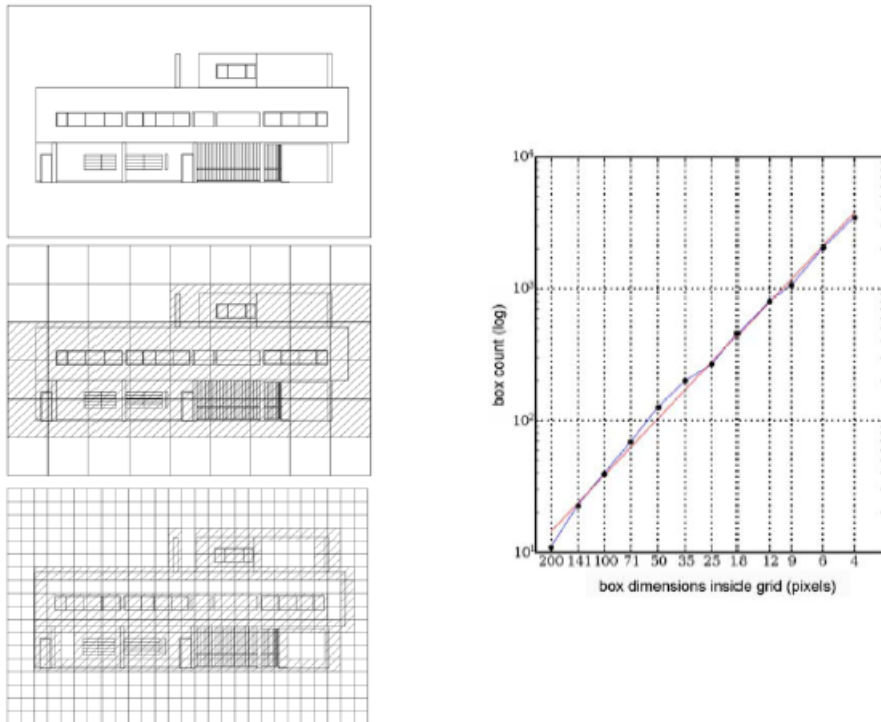 10⁴
10³
10²
10¹
box count (log)
200 141 100 71 50 35 25 18 12 9 6 4
box dimensions inside grid (pixels)